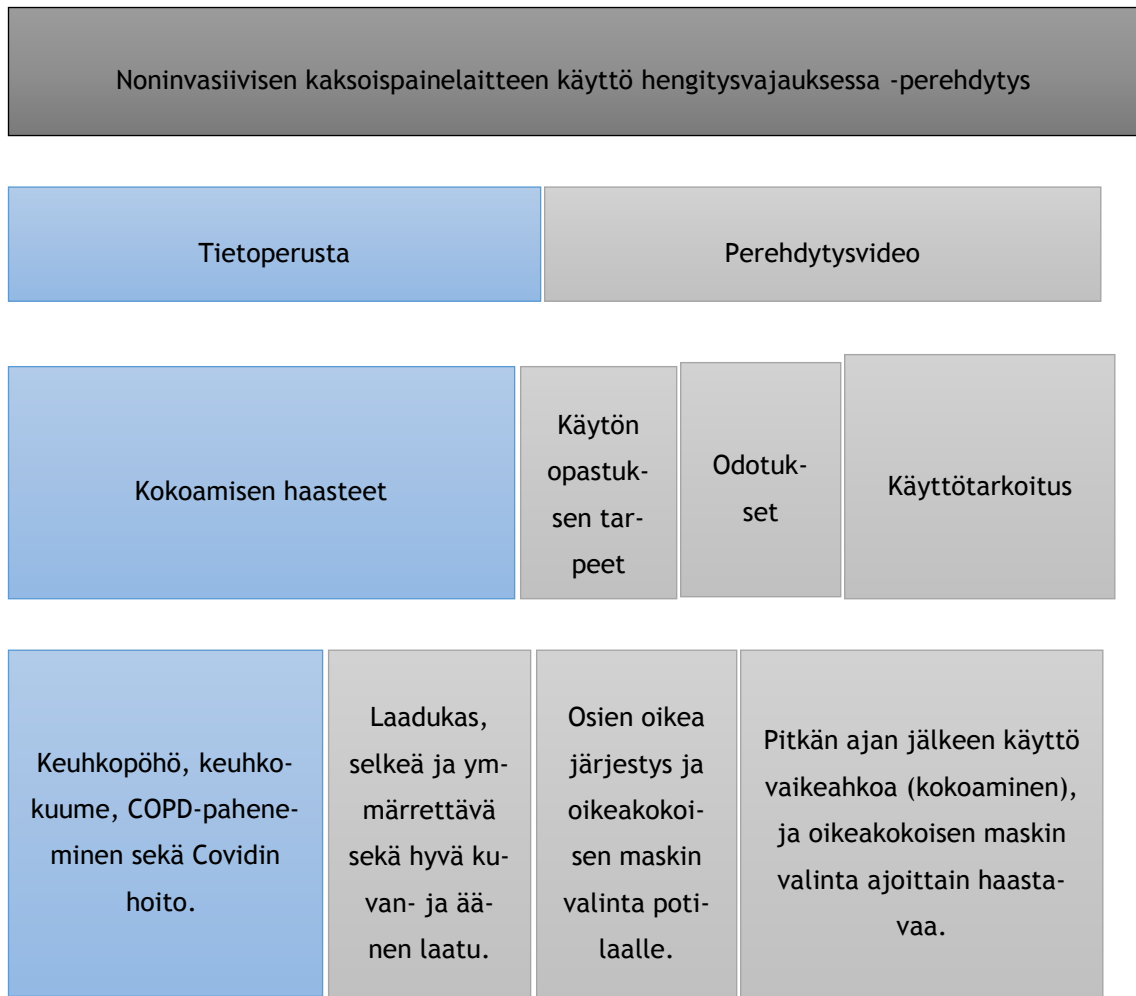 Noninvasiivisen kaksoispainelaitteen käyttö hengitysvajauksessa -perehdytys
Tietoperusta
Perehdytysvideo
Kokoamisen haasteet
Käytön
opastuk-
sen tar-
peet
Odotuk-
set
Käyttötarkoitus
Keuhkopöhö, keuhko-
kuume, COPD-pahene-
minen sekä Covidin
hoito.
Laadukas,
selkeä ja ym-
märrettävä
sekä hyvä ku-
van- ja ää-
nen laatu.
Osien oikea
järjestys ja
oikeakokoi-
sen maskin
valinta poti-
laalle.
Pitkän ajan jälkeen käyttö
vaikeahkoa (kokoaminen),
ja oikeakokoisen maskin
valinta ajoittain haasta-
vaa.